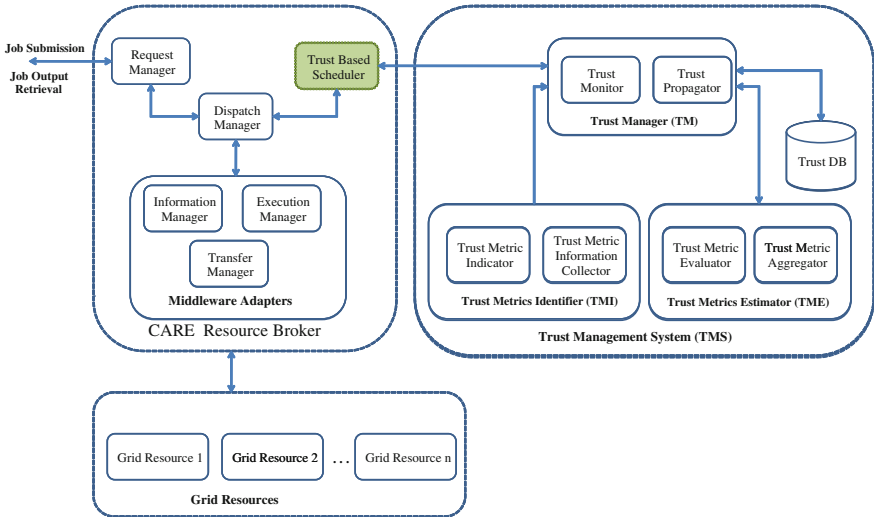 Job Submission
Job Output
Retrieval
Request
Manager
Trust Based
Scheduler
Dispatch
Manager
Information
Manager
Execution
Manager
Transfer
Manager
Middleware Adapters
CARE Resource Broker
Trust
Monitor
Trust
Propagator
Trust Manager (TM)
Trust DB
Trust Metric
Indicator
Trust Metric
Information
Collector
Trust Metrics Identifier (TMI)
Trust Metric
Evaluator
Trust Metric
Aggregator
Trust Metrics Estimator (TME)
Trust Management System (TMS)
Grid Resource 1
Grid Resource 2
...
Grid Resource n
Grid Resources